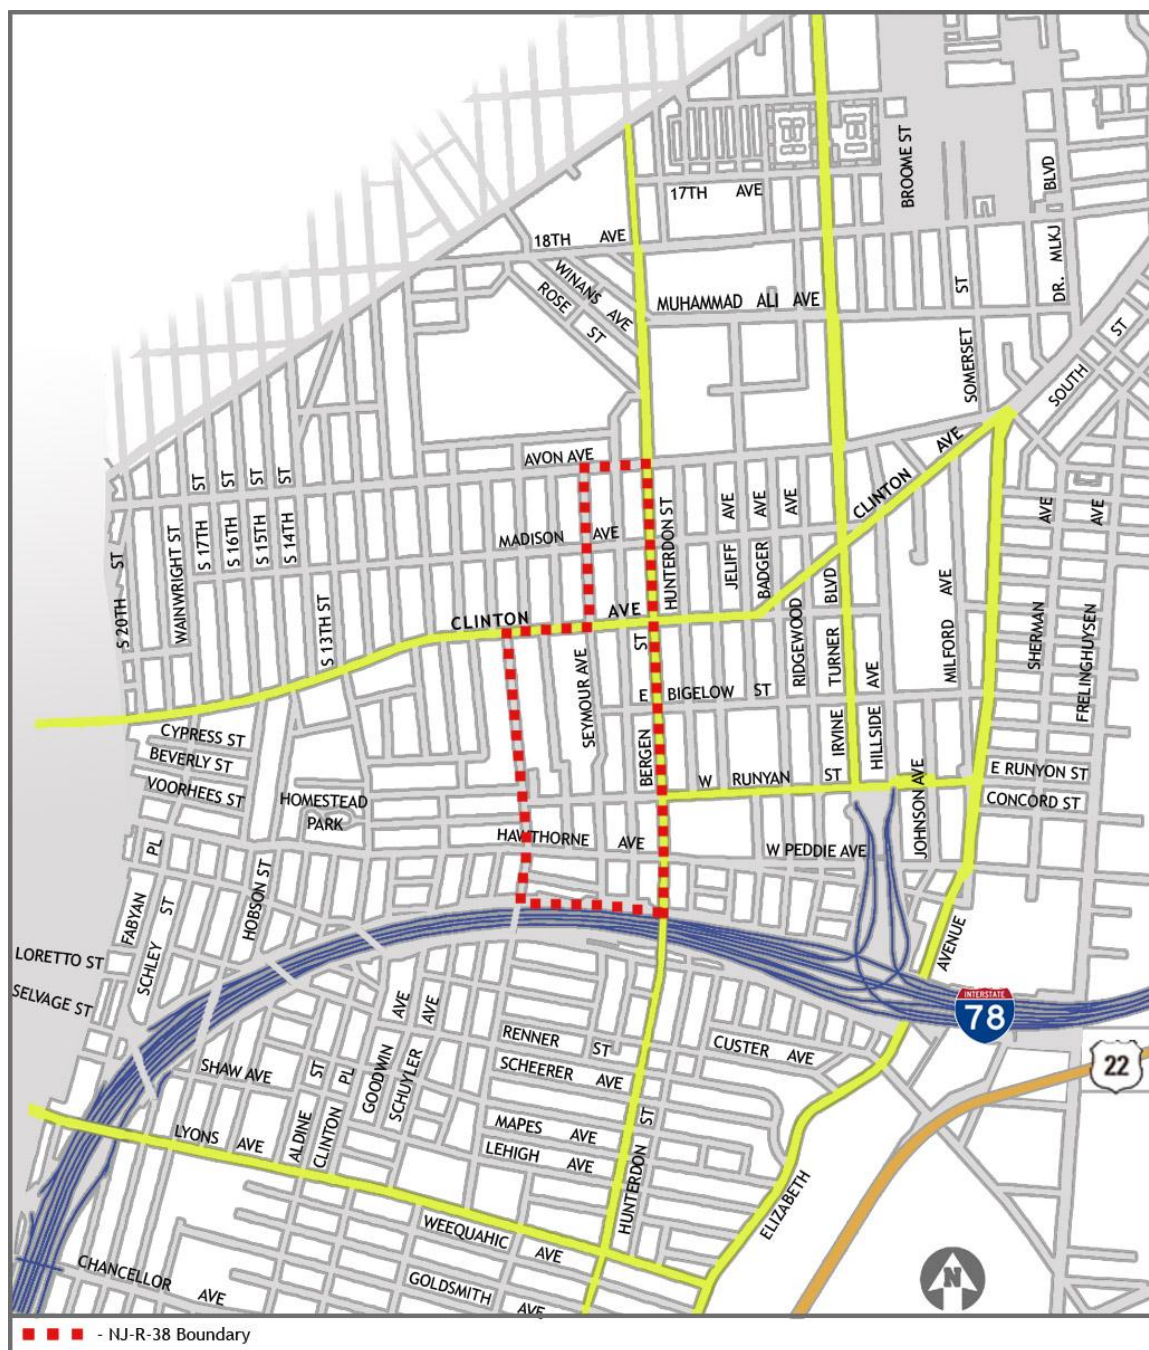 17TH AVE
BROOME ST
DR. MLKJ BLVD
18TH AVE
WINANS AVE
ROSE ST
MUHAMMAD ALI AVE
SOMERSET ST
SOUTH ST
AVON AVE
CLINTON AVE
S 20TH ST
WAINWRIGHT ST
S 17TH ST
S 16TH ST
S 15TH ST
S 14TH ST
MADISON AVE
HUNTERDON ST
JELIFF AVE
BADGER AVE
RIDGEWOOD AVE
S 13TH ST
CLINTON AVE
SEYMOUR AVE
BERGEN ST
E BIGELOW ST
IRVINE TURNER BLVD
HILLSIDE AVE
MILFORD AVE
SHERMAN AVE
FRELINGHUYSEN AVE
CYPRESS ST
BEVERLY ST
VOORHEES ST
HOMESTEAD
PARK
W RUNYAN ST
E RUNYON ST
CONCORD ST
JOHNSON AVE
HAWTHORNE AVE
W PEDDIE AVE
FABYAN PL
SCHLEY ST
HOBSON ST
LORETTO ST
SELVAGE ST
ELIZABETH AVENUE
INTERSTATE
78
22
RENNER ST
SCHEERER AVE
CUSTER AVE
GOODWIN AVE
SCHUYLER AVE
SHAW AVE
ALDINE ST
CLINTON PL
MAPES AVE
LEHIGH AVE
LYONS AVE
HUNTERDON ST
WEEQUAHIC AVE
CHANCELLOR AVE
GOLDSMITH AVE
N
- NJ-R-38 Boundary